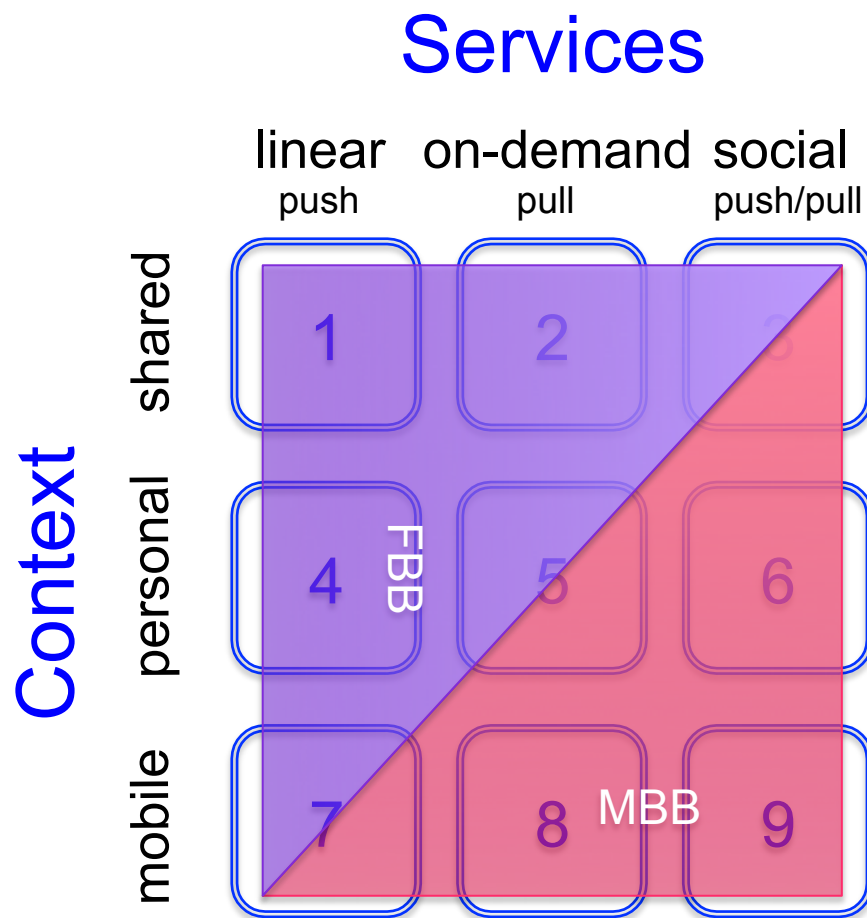 Services
linear on-demand social
push pull push/pull
shared
1 2 3
Context
personal
4 FBB 5 6
mobile
7 8 MBB 9